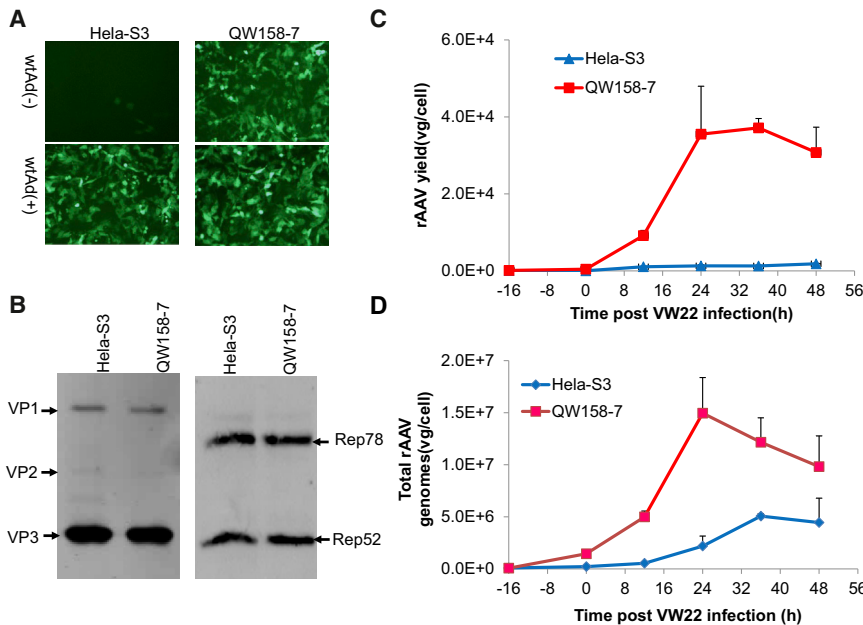 A
Hela-S3 QW158-7
wtAd(-)
wtAd(+)
B
Hela-S3 QW158-7 Hela-S3 QW158-7
VP1
VP2
VP3
Rep78
Rep52
C
rAAV yield(vg/cell)
6.0E+4
4.0E+4
2.0E+4
0.0E+0
Hela-S3
QW158-7
-16 -8 0 8 16 24 32 40 48 56
Time post VW22 infection(h)
D
Total rAAV
genomes(vg/cell)
2.0E+7
1.5E+7
1.0E+7
5.0E+6
0.0E+0
Hela-S3
QW158-7
-16 -8 0 8 16 24 32 40 48 56
Time post VW22 infection (h)